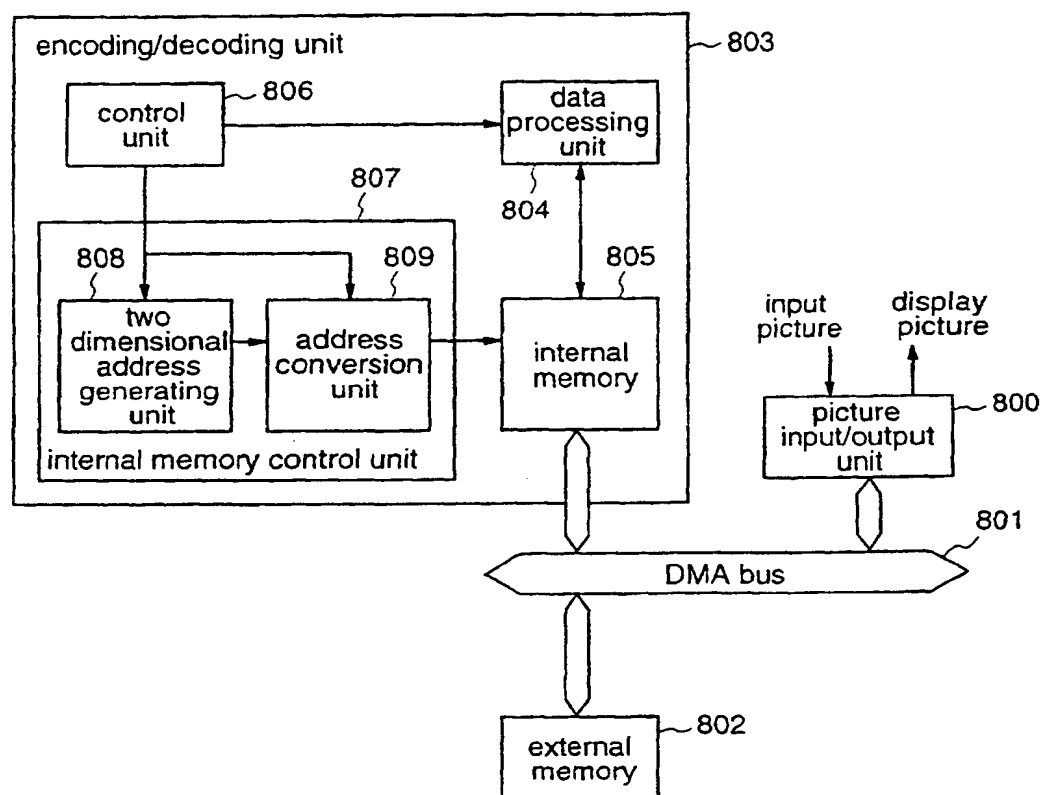 encoding/decoding unit
803
control
unit
806
data
processing
unit
804
807
808
809
805
two
dimensional
address
generating
unit
address
conversion
unit
internal
memory
internal memory control unit
input
picture
display
picture
picture
input/output
unit
800
801
DMA bus
external
memory
802